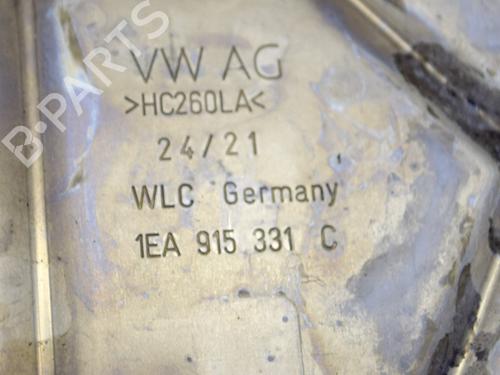 VW AG
>HC260LA<
24/21
WLC Germany
1EA 915 331 C
B-PARTS